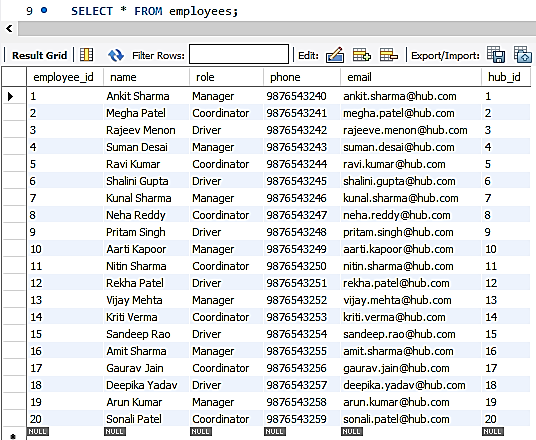 9 SELECT * FROM employees;
Result Grid Filter Rows: Edit: Export/Import:
employee_id name role phone email hub_id
1 Ankit Sharma Manager 9876543240 ankit.sharma@hub.com 1
2 Megha Patel Coordinator 9876543241 megha.patel@hub.com 2
3 Rajeev Menon Driver 9876543242 rajeeve.menon@hub.com 3
4 Suman Desai Manager 9876543243 suman.desai@hub.com 4
5 Ravi Kumar Coordinator 9876543244 ravi.kumar@hub.com 5
6 Shalini Gupta Driver 9876543245 shalini.gupta@hub.com 6
7 Kunal Sharma Manager 9876543246 kunal.sharma@hub.com 7
8 Neha Reddy Coordinator 9876543247 neha.reddy@hub.com 8
9 Pritam Singh Driver 9876543248 pritam.singh@hub.com 9
10 Aarti Kapoor Manager 9876543249 aarti.kapoor@hub.com 10
11 Nitin Sharma Coordinator 9876543250 nitin.sharma@hub.com 11
12 Rekha Patel Driver 9876543251 rekha.patel@hub.com 12
13 Vijay Mehta Manager 9876543252 vijay.mehta@hub.com 13
14 Kriti Verma Coordinator 9876543253 kriti.verma@hub.com 14
15 Sandeep Rao Driver 9876543254 sandeep.rao@hub.com 15
16 Amit Sharma Manager 9876543255 amit.sharma@hub.com 16
17 Gaurav Jain Coordinator 9876543256 gaurav.jain@hub.com 17
18 Deepika Yadav Driver 9876543257 deepika.yadav@hub.com 18
19 Arun Kumar Manager 9876543258 arun.kumar@hub.com 19
20 Sonali Patel Coordinator 9876543259 sonali.patel@hub.com 20
NULL NULL NULL NULL NULL NULL